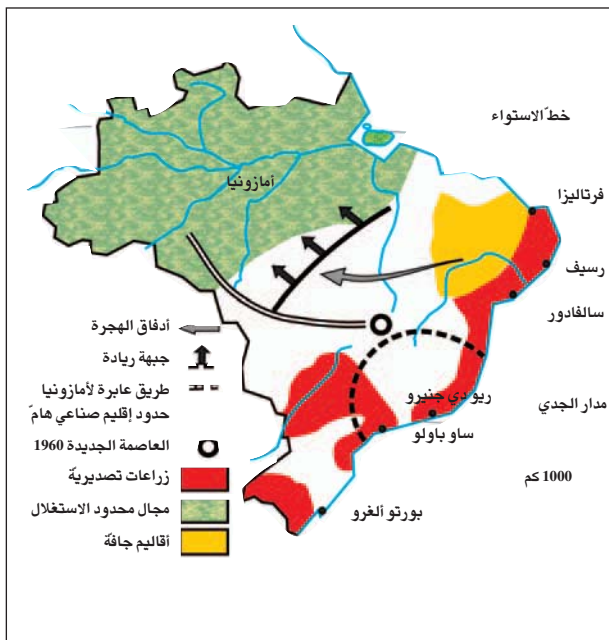 خطّ الاستواء
أمازونيا
فرتاليزا
رسيف
سالفادور
أدفاق الهجرة
جبهة ريادة
طريق عابرة لأمازونيا
حدود إقليم صناعي هامّ
ريو دي جنيرو
مدار الجدي
ساو باولو
العاصمة الجديدة 1960
زراعات تصديريّة
1000 كم
مجال محدود الاستغلال
بورتو ألغرو
أقاليم جافّة